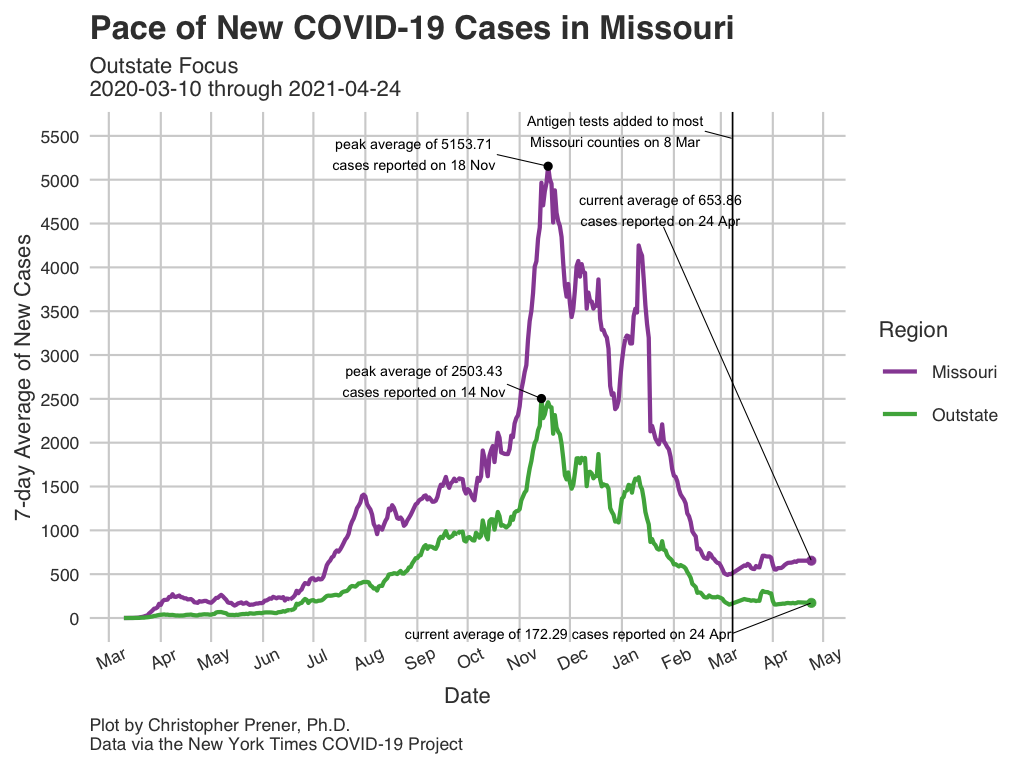 Pace of New COVID-19 Cases in Missouri
Outstate Focus
2020-03-10 through 2021-04-24
Antigen tests added to most
Missouri counties on 8 Mar
peak average of 5153.71
cases reported on 18 Nov
current average of 653.86
cases reported on 24 Apr
peak average of 2503.43
cases reported on 14 Nov
current average of 172.29 cases reported on 24 Apr
7-day Average of New Cases
5500
5000
4500
4000
3500
3000
2500
2000
1500
1000
500
0
Mar
Apr
May
Jun
Jul
Aug
Sep
Oct
Nov
Dec
Jan
Feb
Mar
Apr
May
Date
Region
Missouri
Outstate
Plot by Christopher Prener, Ph.D.
Data via the New York Times COVID-19 Project